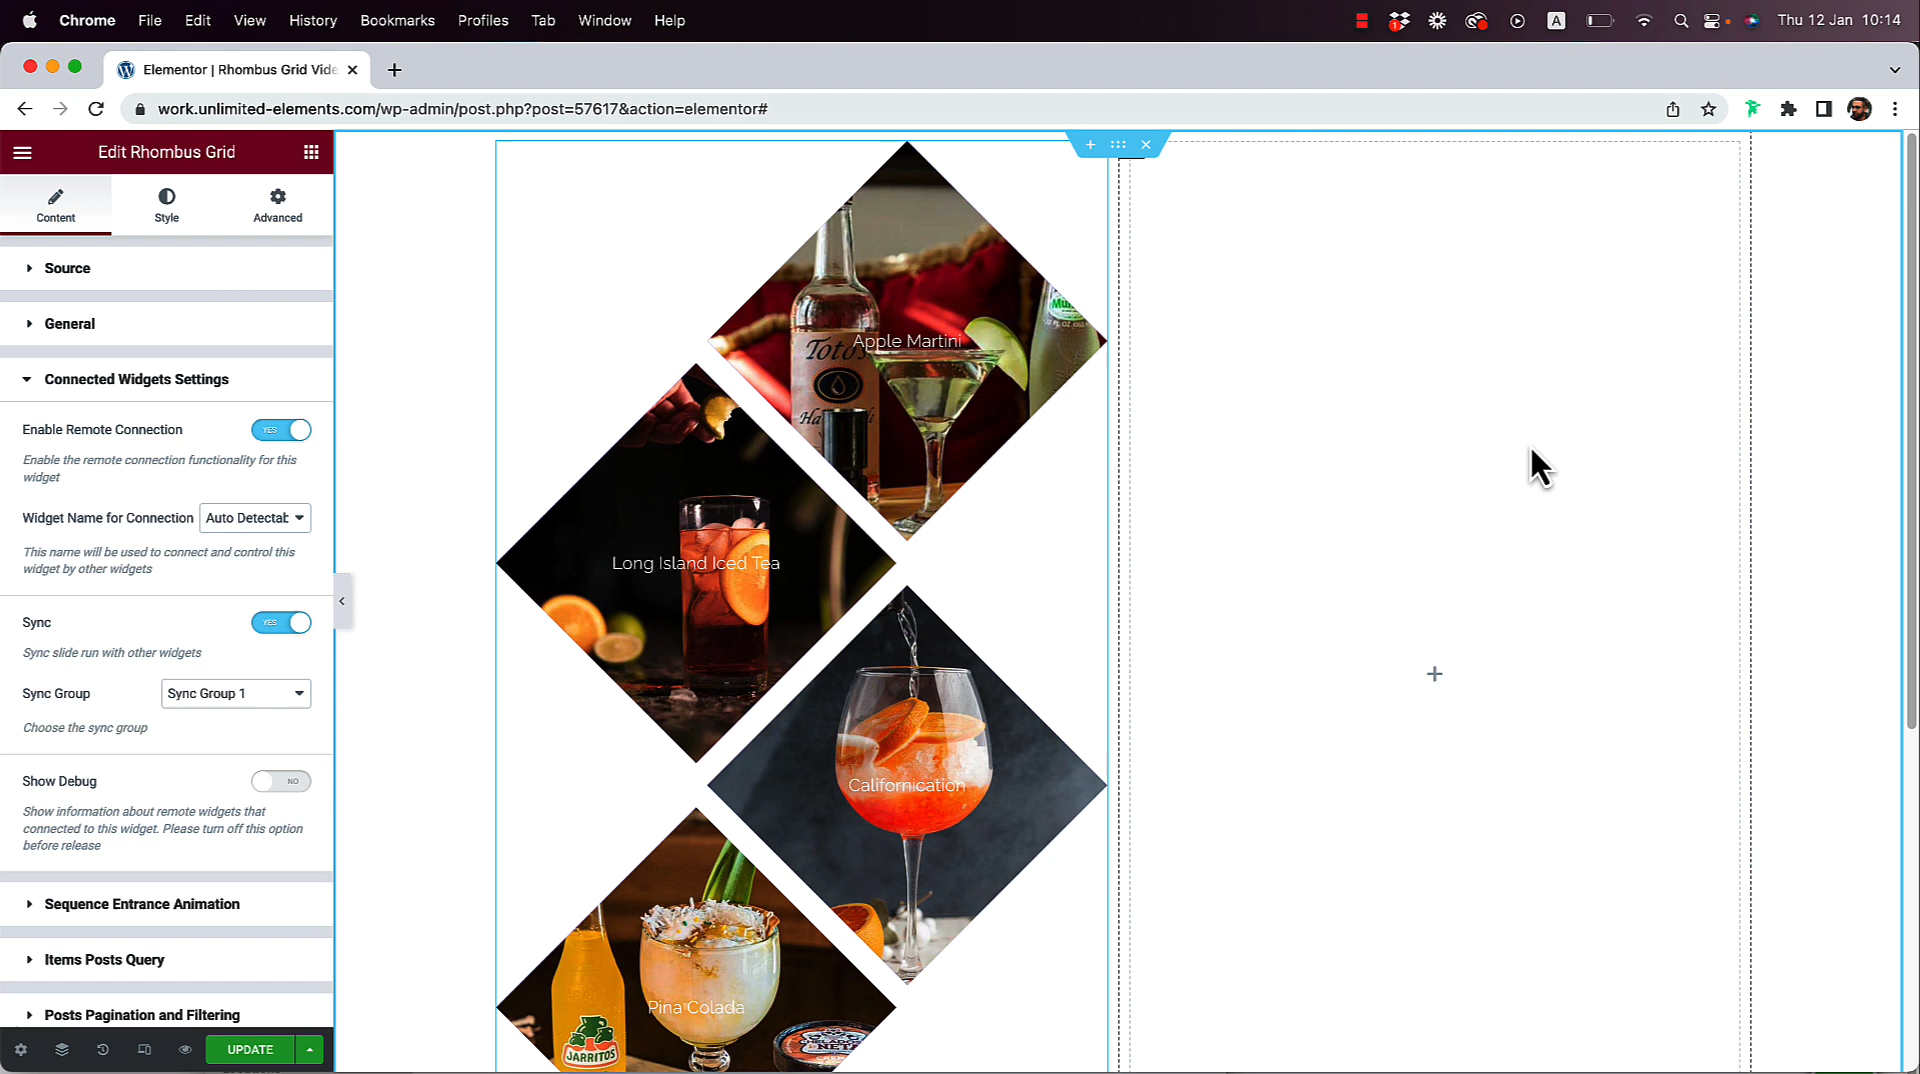 Chrome File Edit View History Bookmarks Profiles Tab Window Help
1 A Thu 12 Jan 10:14
Elementor | Rhombus Grid Vide
work.unlimited-elements.com/wp-admin/post.php?post=57617&action=elementor#
Edit Rhombus Grid
Content Style Advanced
Source
General
Connected Widgets Settings
Enable Remote Connection YES
Enable the remote connection functionality for this
widget
Widget Name for Connection Auto Detectab
This name will be used to connect and control this
widget by other widgets
Sync YES
Sync slide run with other widgets
Sync Group Sync Group 1
Choose the sync group
Show Debug NO
Show information about remote widgets that
connected to this widget. Please turn off this option
before release
Sequence Entrance Animation
Items Posts Query
Posts Pagination and Filtering
UPDATE
Apple Martini
Long Island Iced Tea
Californication
Pina Colada
JARRITOS